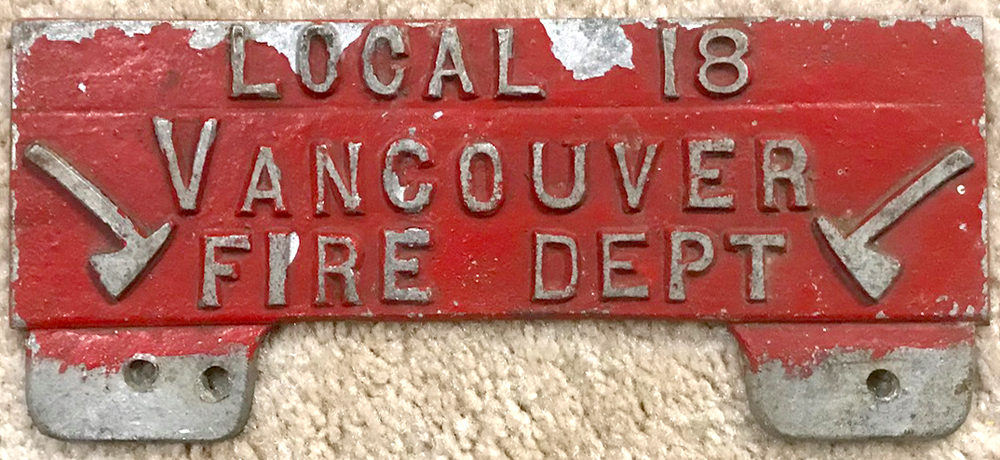 LOCAL 18
VANCOUVER
FIRE DEPT